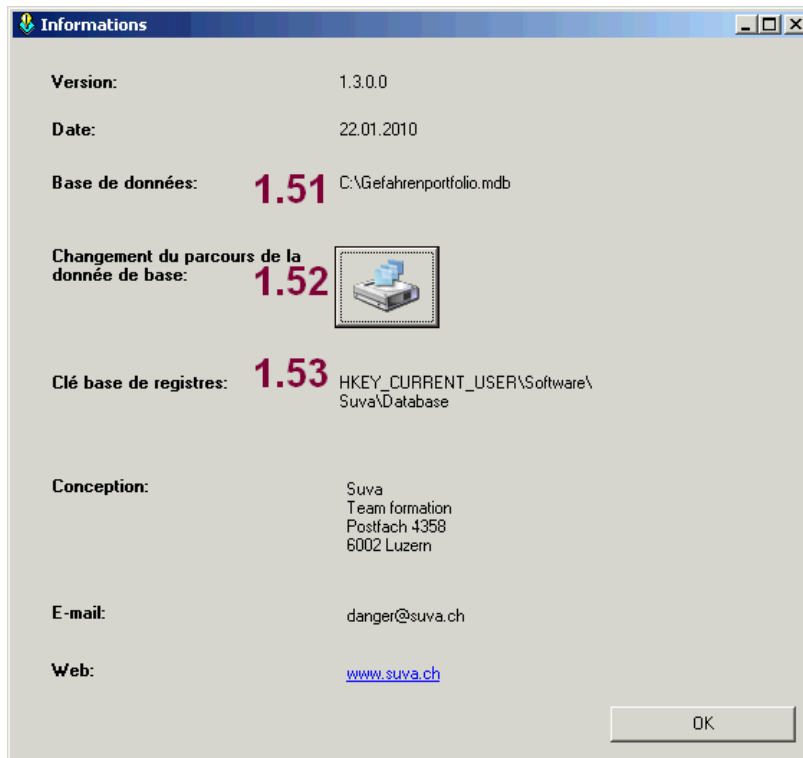 Informations
Version: 1.3.0.0
Date: 22.01.2010
Base de données: 1.51 C:\Gefahrenportfolio.mdb
Changement du parcours de la
donnée de base: 1.52
Clé base de registres: 1.53 HKEY_CURRENT_USER\Software\
Suva\Database
Conception: Suva
Team formation
Postfach 4358
6002 Luzern
E-mail: danger@suva.ch
Web: www.suva.ch
OK